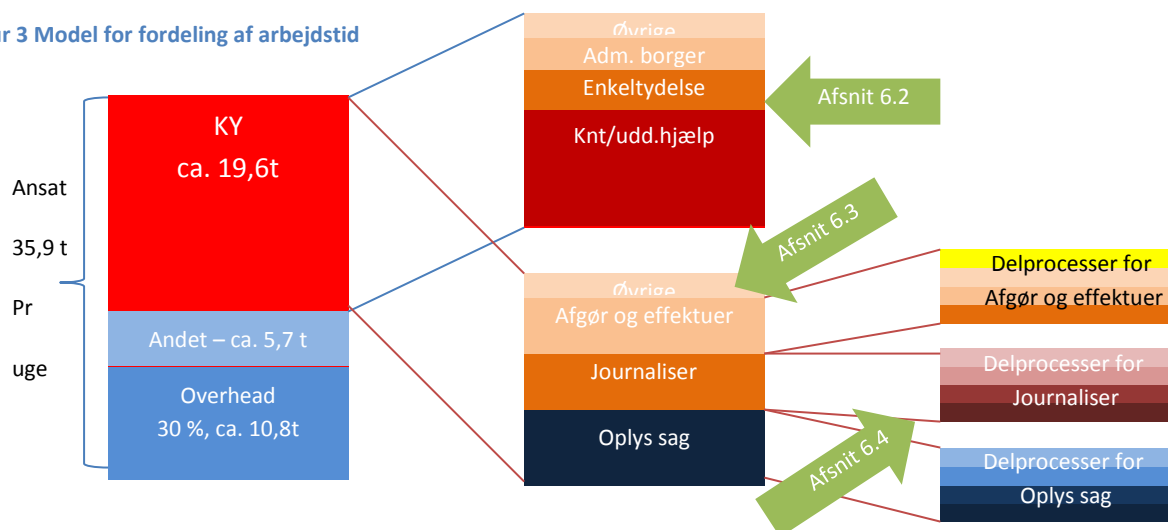 ur 3 Model for fordeling af arbejdstid
Ansat
35,9 t
Pr
uge
KY
ca. 19,6t
Andet – ca. 5,7 t
Overhead
30 %, ca. 10,8t
Øvrige
Adm. borger
Enkeltydelse
Knt/udd.hjælp
Afsnit 6.2
Afsnit 6.3
Øvrige
Afgør og effektuer
Journaliser
Oplys sag
Afsnit 6.4
Delprocesser for
Afgør og effektuer
Delprocesser for
Journaliser
Delprocesser for
Oplys sag